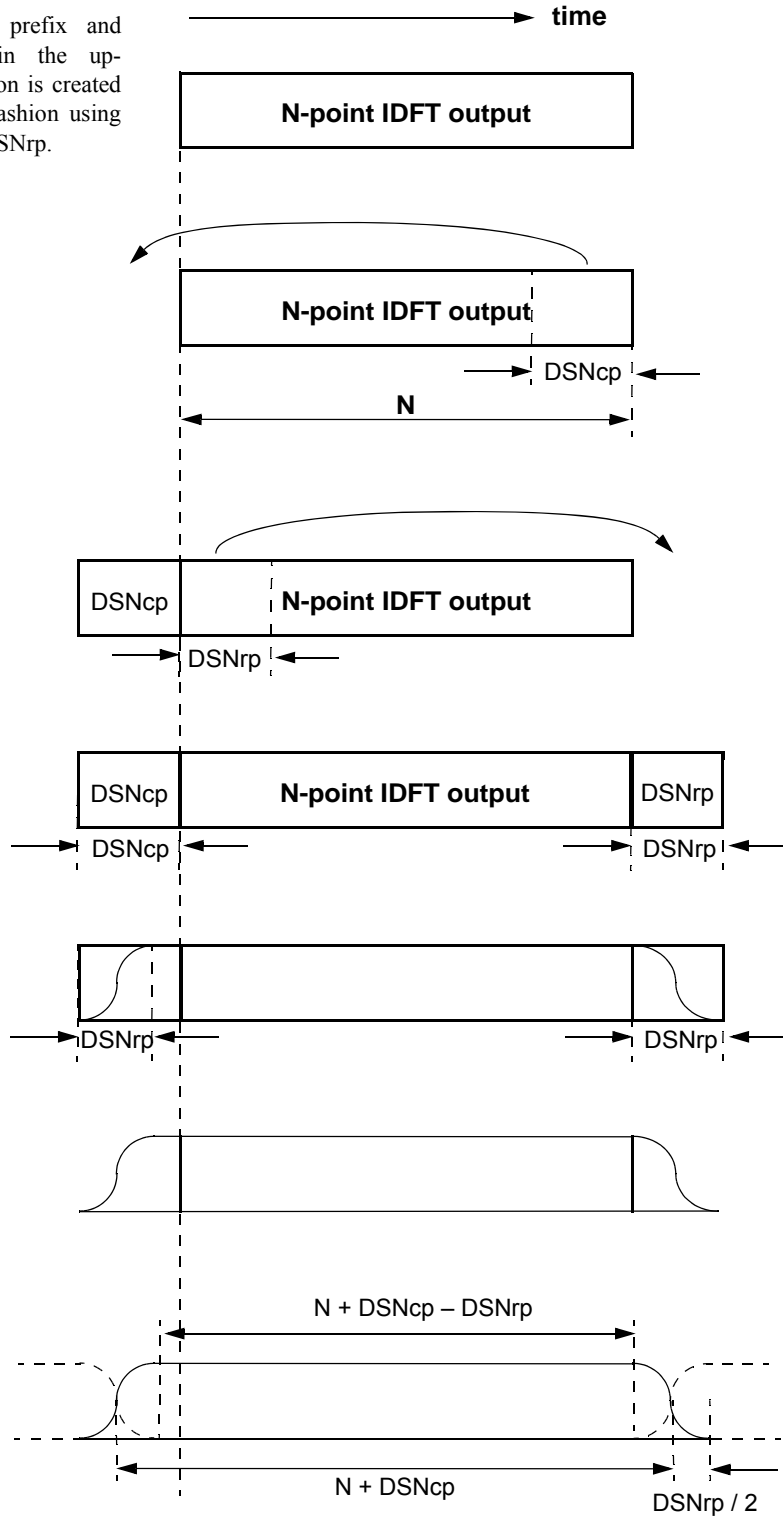 prefix and
in the up-
on is created
ashion using
SNrp.
time
N-point IDFT output
N-point IDFT output
DSNcp
N
DSNcp
N-point IDFT output
DSNrp
DSNcp
N-point IDFT output
DSNrp
DSNcp
DSNrp
DSNrp
DSNrp
N + DSNcp – DSNrp
N + DSNcp
DSNrp / 2